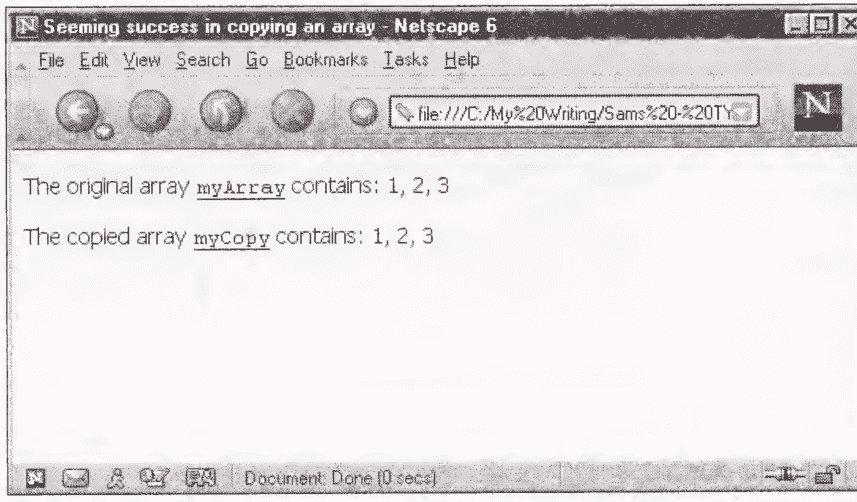 N Seeming success in copying an array - Netscape 6
File Edit View Search Go Bookmarks Tasks Help
file:///C:/My%20Writing/Sams%20-%20TY
N
The original array myArray contains: 1, 2, 3
The copied array myCopy contains: 1, 2, 3
N Document: Done (0 secs)